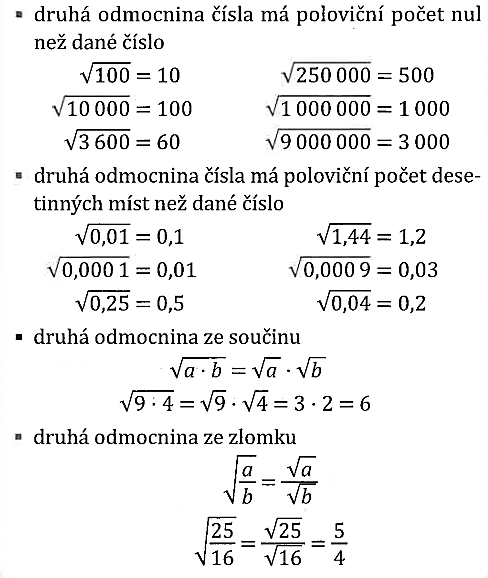 ▪ druhá odmocnina čísla má poloviční počet nul
než dané číslo
√100 = 10 √250 000 = 500
√10 000 = 100 √1 000 000 = 1 000
√3 600 = 60 √9 000 000 = 3 000
▪ druhá odmocnina čísla má poloviční počet dese-
tinných míst než dané číslo
√0,01 = 0,1 √1,44 = 1,2
√0,000 1 = 0,01 √0,000 9 = 0,03
√0,25 = 0,5 √0,04 = 0,2
▪ druhá odmocnina ze součinu
√(a · b) = √a · √b
√(9 · 4) = √9 · √4 = 3 · 2 = 6
▪ druhá odmocnina ze zlomku
√(a/b) = √a/√b
√(25/16) = √25/√16 = 5/4